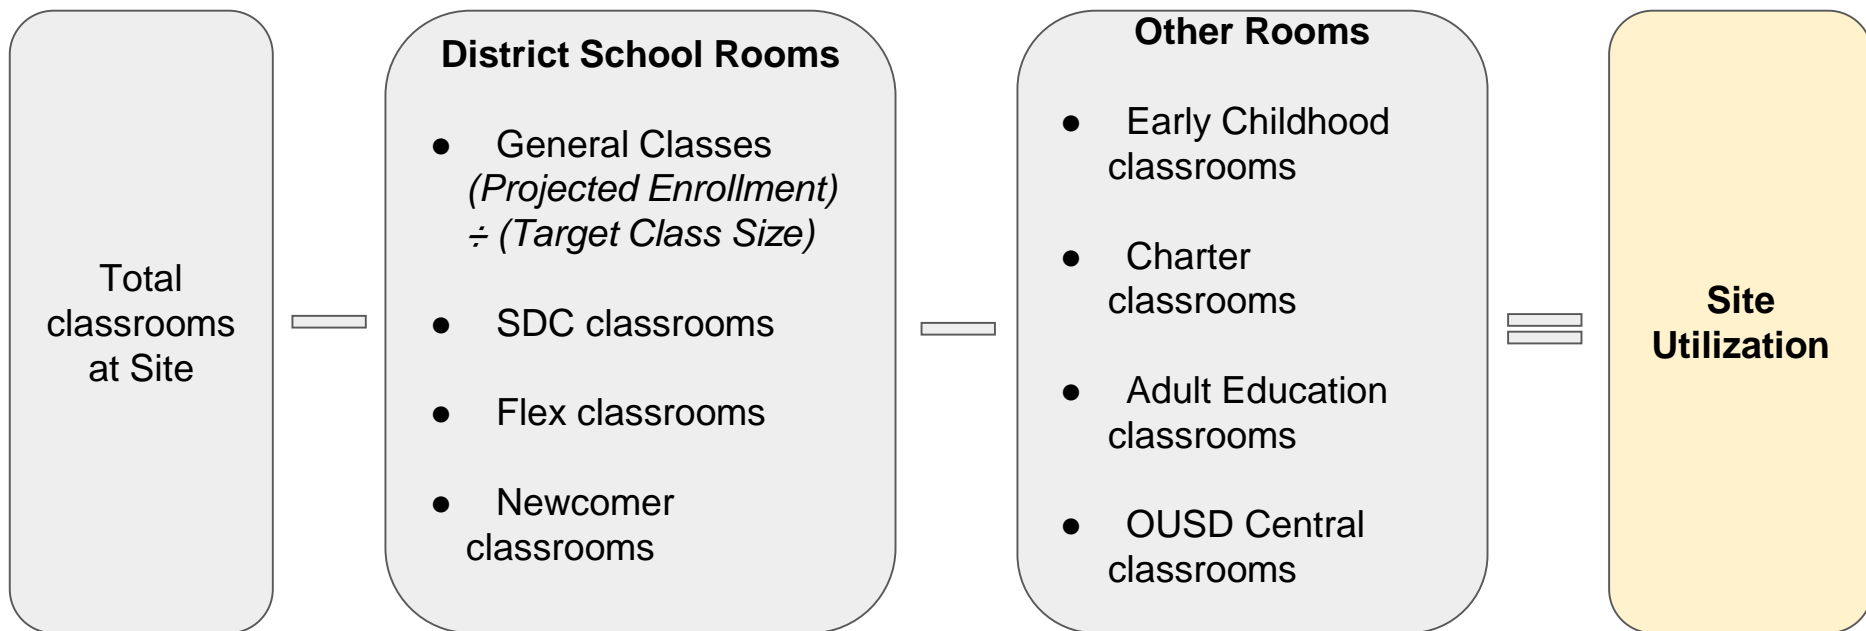 Total
classrooms
at Site
District School Rooms
● General Classes
(Projected Enrollment)
÷ (Target Class Size)
● SDC classrooms
● Flex classrooms
● Newcomer
classrooms
Other Rooms
● Early Childhood
classrooms
● Charter
classrooms
● Adult Education
classrooms
● OUSD Central
classrooms
Site
Utilization